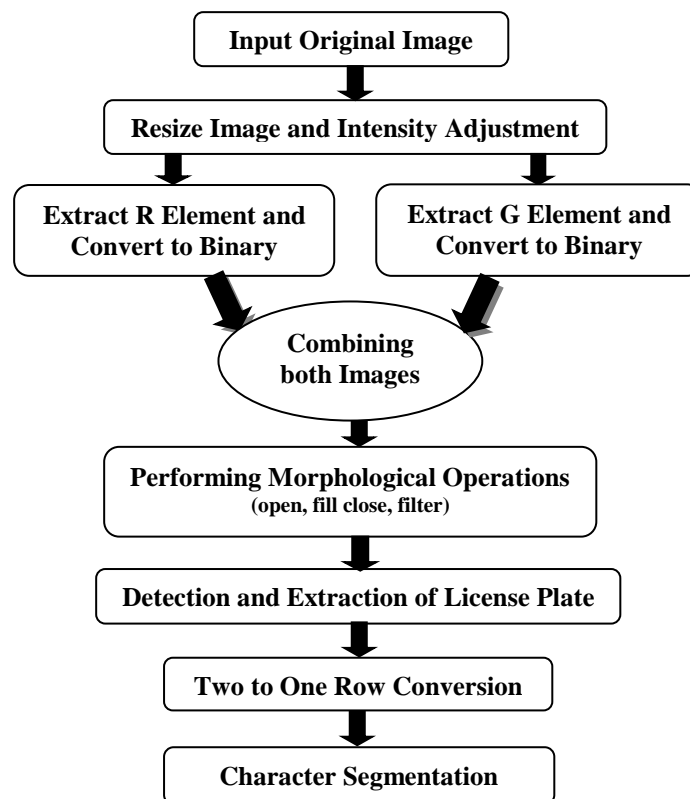 Input Original Image
Resize Image and Intensity Adjustment
Extract R Element and
Convert to Binary
Extract G Element and
Convert to Binary
Combining
both Images
Performing Morphological Operations
(open, fill close, filter)
Detection and Extraction of License Plate
Two to One Row Conversion
Character Segmentation